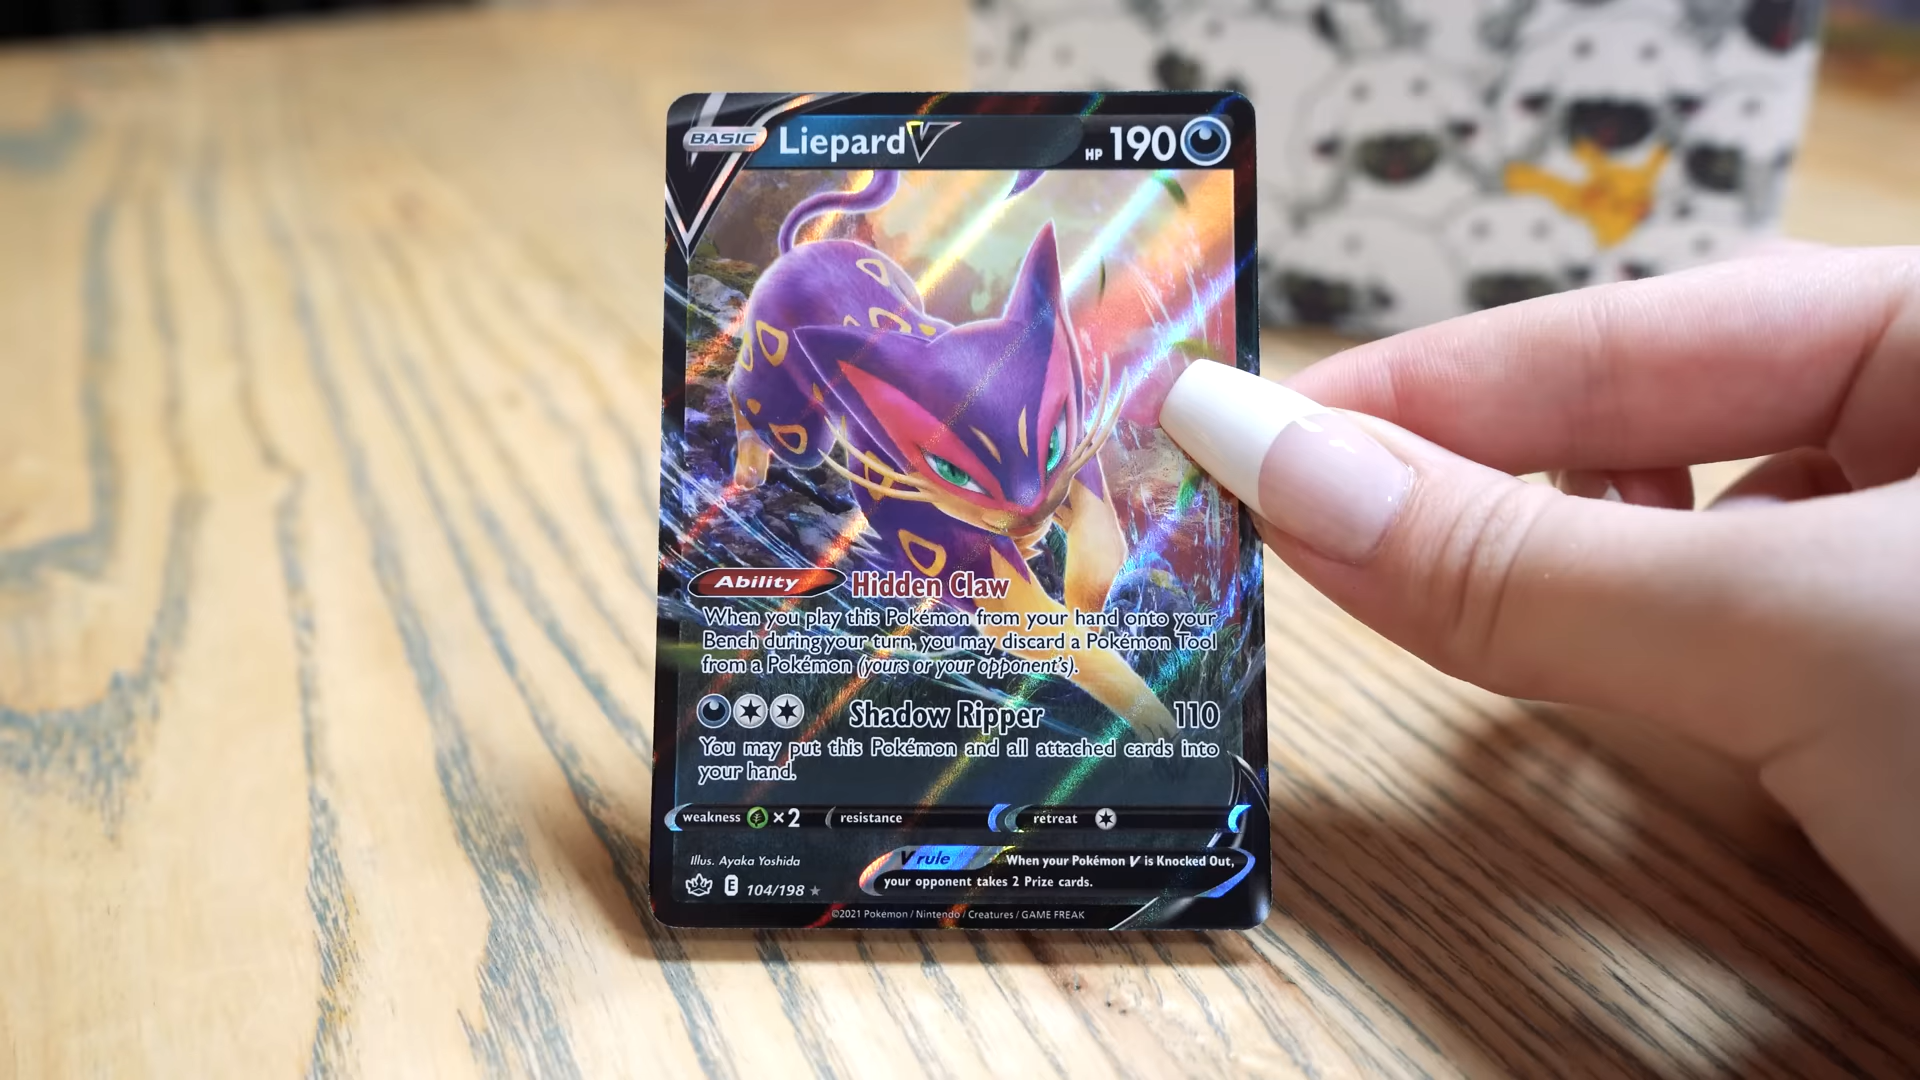 BASIC Liepard V HP 190
Ability Hidden Claw
When you play this Pokémon from your hand onto your
Bench during your turn, you may discard a Pokémon Tool
from a Pokémon (yours or your opponent's).
Shadow Ripper 110
You may put this Pokémon and all attached cards into
your hand.
weakness ×2 resistance retreat
Illus. Ayaka Yoshida
V rule When your Pokémon V is Knocked Out,
your opponent takes 2 Prize cards.
E 104/198
©2021 Pokémon / Nintendo / Creatures / GAME FREAK